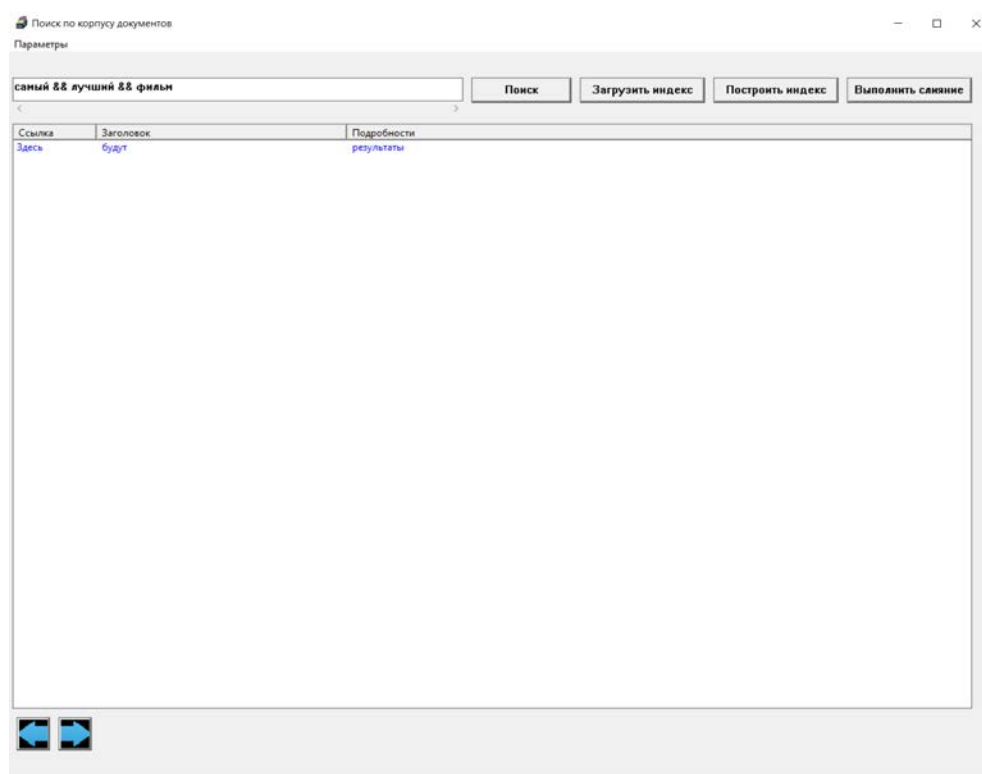 Поиск по корпусу документов
Параметры
самый && лучший && фильм
Поиск
Загрузить индекс
Построить индекс
Выполнить слияние
Ссылка Заголовок Подробности
Здесь будут результаты